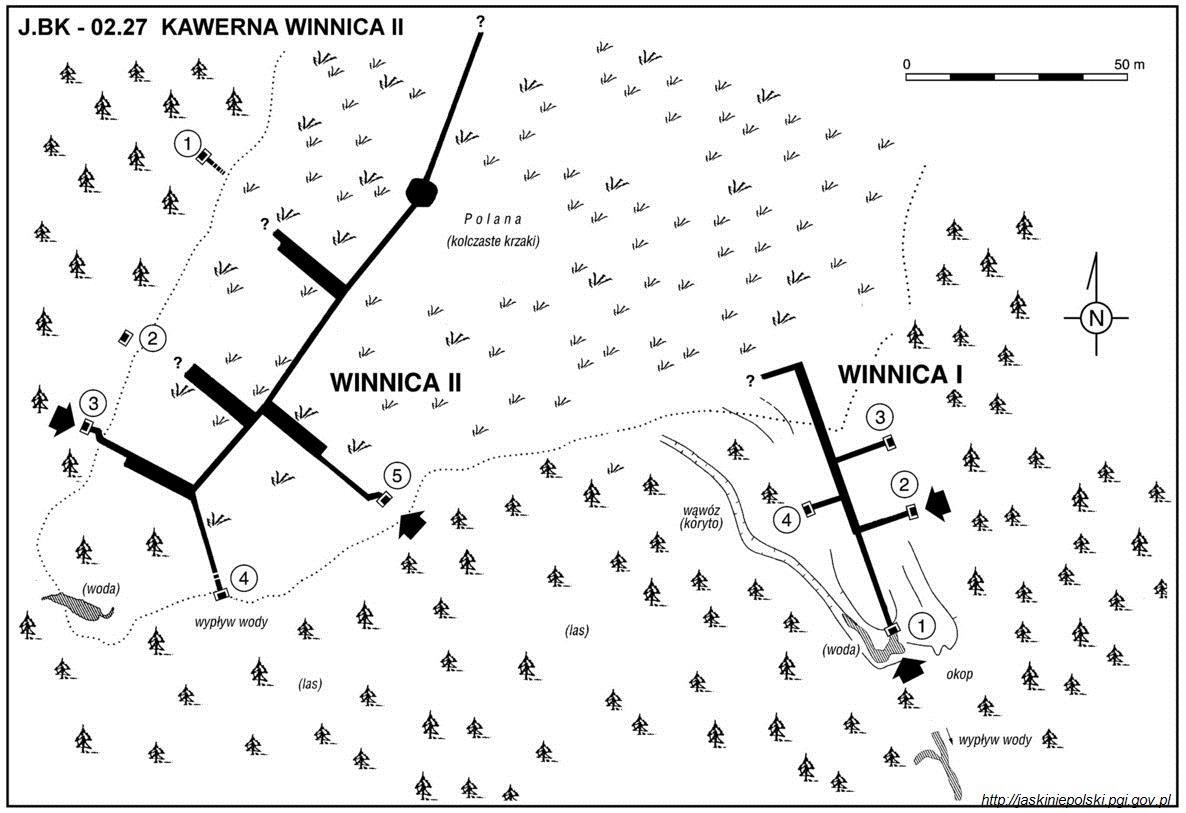 J.BK - 02.27 KAWERNA WINNICA II
?
0 50 m
1
?
Polana
(kolczaste krzaki)
N
2
?
WINNICA II
?
WINNICA I
3
3
5
2
wąwóz
(koryto)
4
4
(woda)
wypływ wody
1
(las)
(woda)
okop
(las)
wypływ wody
http://jaskiniepolski.pgi.gov.pl